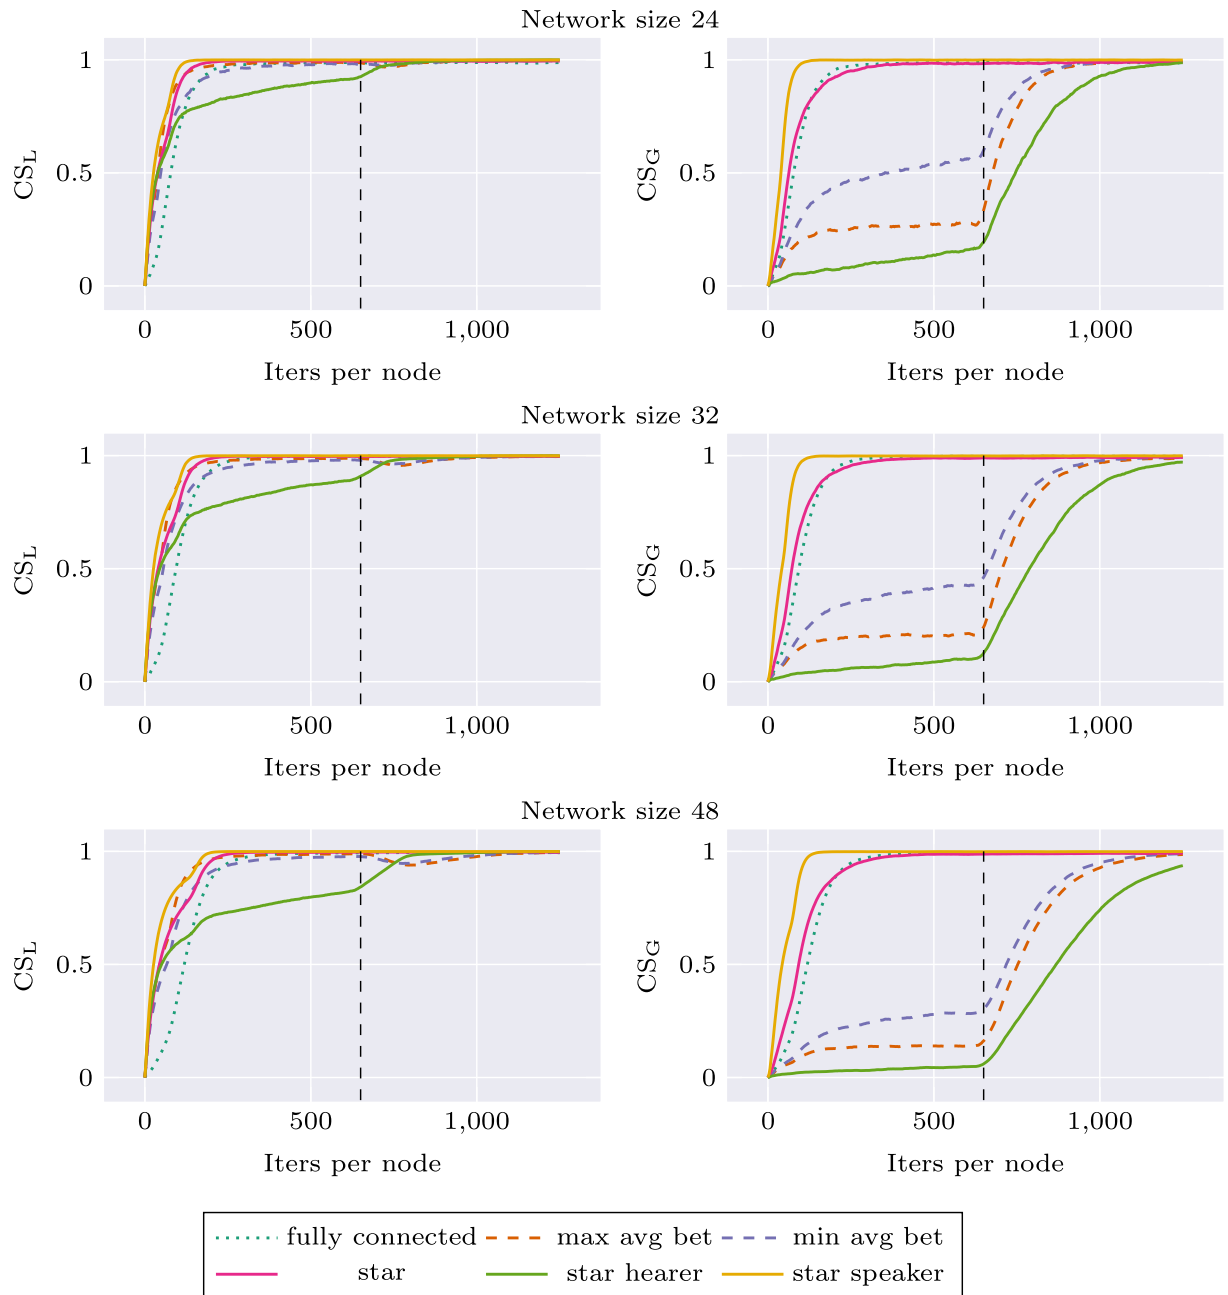 Network size 24
1
0.5
0
CS_L
0
500
1,000
Iters per node
1
0.5
0
CS_G
0
500
1,000
Iters per node
Network size 32
1
0.5
0
CS_L
0
500
1,000
Iters per node
1
0.5
0
CS_G
0
500
1,000
Iters per node
Network size 48
1
0.5
0
CS_L
0
500
1,000
Iters per node
1
0.5
0
CS_G
0
500
1,000
Iters per node
fully connected
max avg bet
min avg bet
star
star hearer
star speaker